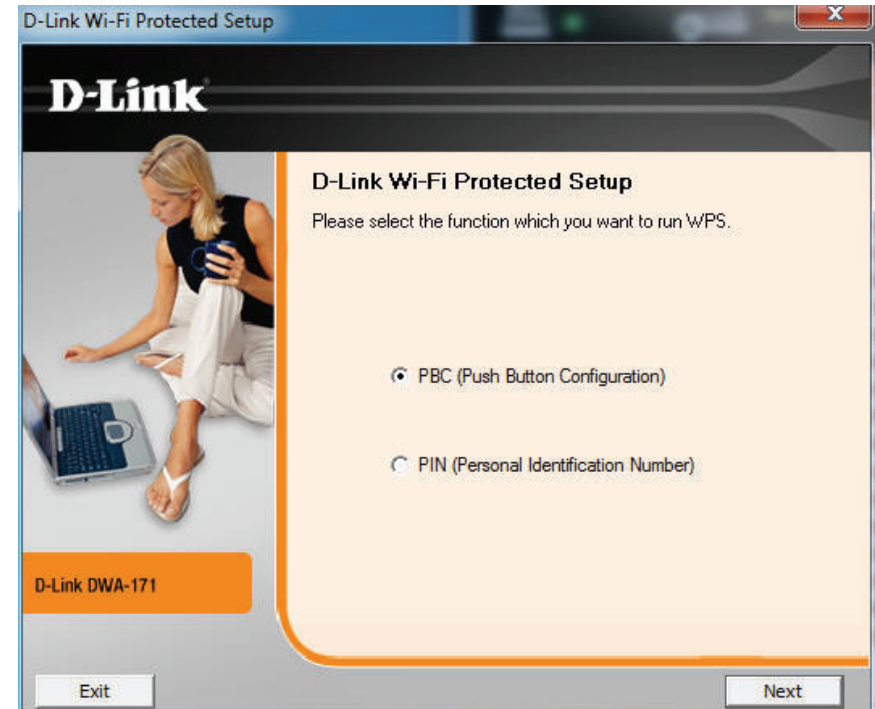 D-Link Wi-Fi Protected Setup
D-Link
D-Link Wi-Fi Protected Setup
Please select the function which you want to run WPS.
PBC (Push Button Configuration)
PIN (Personal Identification Number)
D-Link DWA-171
Exit
Next